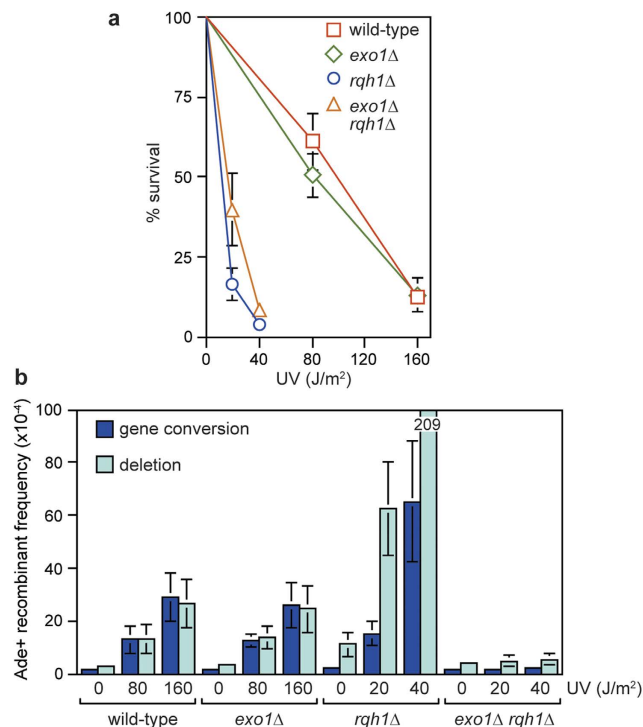 a
100
75
50
25
0
% survival
wild-type
exo1Δ
rqh1Δ
exo1Δ
rqh1Δ
0 40 80 120 160
UV (J/m²)
b
Ade+ recombinant frequency (x10⁻⁴)
100
80
60
40
20
0
gene conversion
deletion
209
0 80 160 0 80 160 0 20 40 0 20 40 UV (J/m²)
wild-type exo1Δ rqh1Δ exo1Δ rqh1Δ